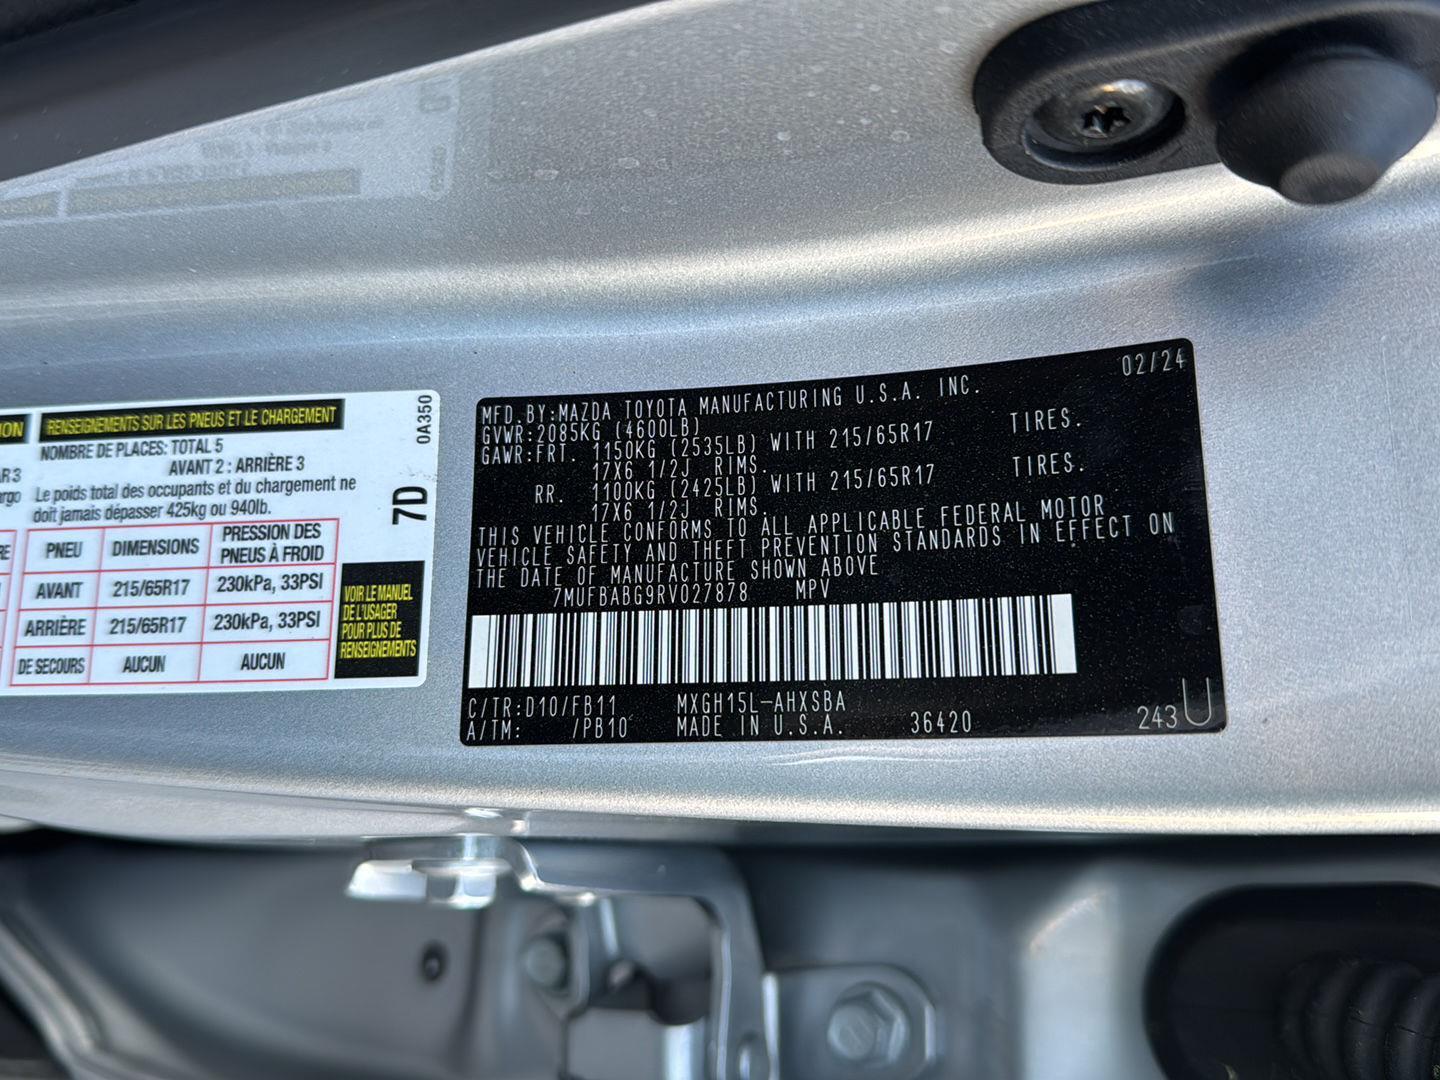 ION
RENSEIGNEMENTS SUR LES PNEUS ET LE CHARGEMENT
NOMBRE DE PLACES: TOTAL 5
AVANT 2 : ARRIÈRE 3
Le poids total des occupants et du chargement ne
doit jamais dépasser 425kg ou 940lb.
PNEU DIMENSIONS PRESSION DES
PNEUS À FROID
AVANT 215/65R17 230kPa, 33PSI
ARRIÈRE 215/65R17 230kPa, 33PSI
DE SECOURS AUCUN AUCUN
VOIR LE MANUEL
DE L'USAGER
POUR PLUS DE
RENSEIGNEMENTS
7D
0A350
02/24
MFD.BY:MAZDA TOYOTA MANUFACTURING U.S.A. INC.
GVWR:2085KG (4600LB)
GAWR:FRT. 1150KG (2535LB) WITH 215/65R17 TIRES.
17X6 1/2J RIMS.
RR. 1100KG (2425LB) WITH 215/65R17 TIRES.
17X6 1/2J RIMS.
THIS VEHICLE CONFORMS TO ALL APPLICABLE FEDERAL MOTOR
VEHICLE SAFETY AND THEFT PREVENTION STANDARDS IN EFFECT ON
THE DATE OF MANUFACTURE SHOWN ABOVE
7MUFBABG9RV027878 MPV
C/TR:D10/FB11 MXGH15L-AHXSBA
A/TM: /PB10 MADE IN U.S.A. 36420 243U